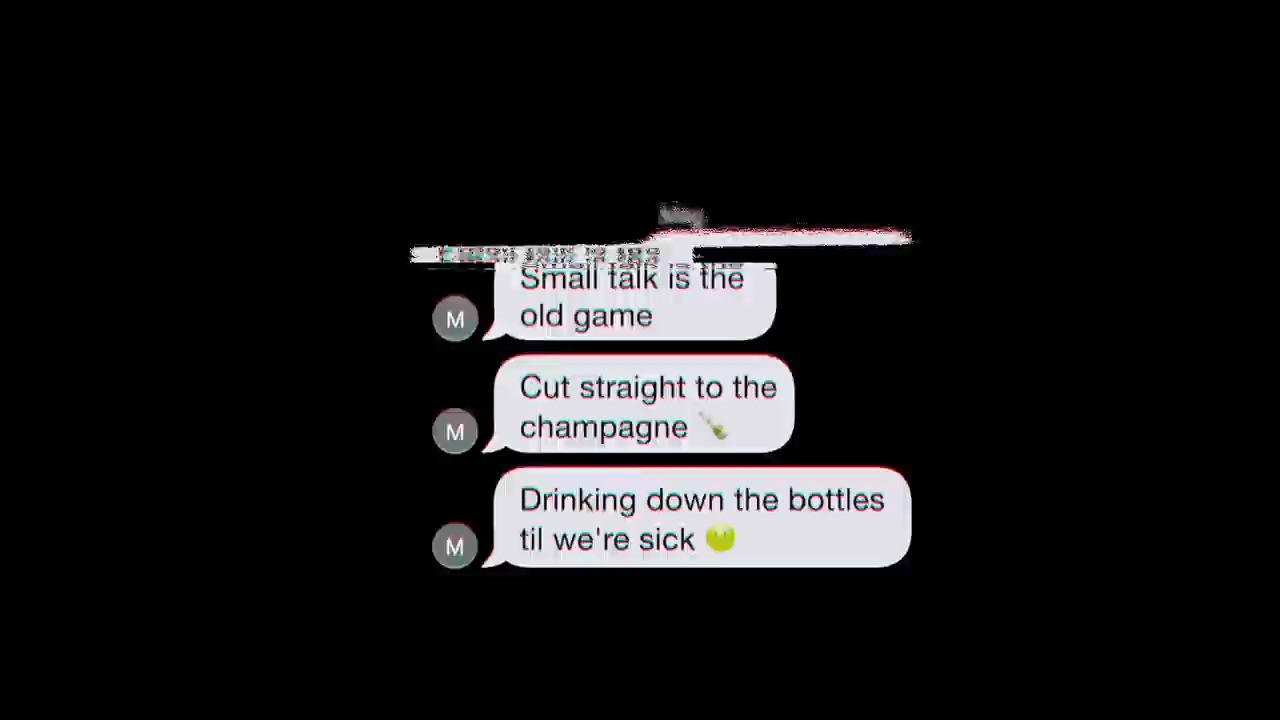 Small talk is the
old game
M
Cut straight to the
champagne 🍾
M
Drinking down the bottles
til we're sick 🤢
M